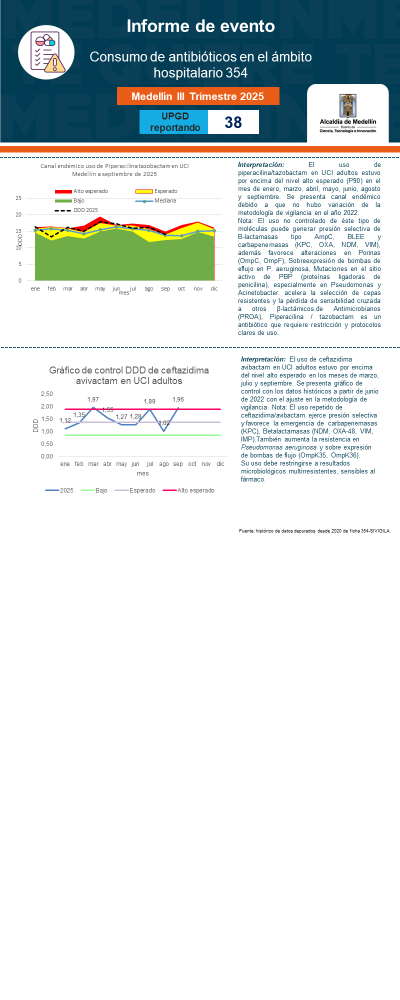 Informe de evento
Consumo de antibióticos en el ámbito
hospitalario 354
Medellín III Trimestre 2025
UPGD
reportando
38
Alcaldía de Medellín
Ciencia, Tecnología e Innovación
Canal endémico uso de Piperacilina tazobactam en UCI
Medellín a septiembre de 2025
Alto esperado
Esperado
Bajo
Mediana
DDD 2025
DDD
25
20
15
10
5
0
ene feb mar abr may jun jul ago sep oct nov dic
mes
Interpretación: El uso de
piperacilina/tazobactam en UCI adultos estuvo
por encima del nivel alto esperado (P90) en el
mes de enero, marzo, abril, mayo, junio, agosto
y septiembre. Se presenta canal endémico
debido a que no hubo variación de la
metodología de vigilancia en el año 2022.
Nota: El uso no controlado de éste tipo de
moléculas puede generar presión selectiva de
B-lactamasas tipo AmpC, BLEE y
carbapenemasas (KPC, OXA, NDM, VIM),
además favorece alteraciones en Porinas
(OmpC, OmpF), Sobreexpresión de bombas de
eflujo en P. aeruginosa, Mutaciones en el sitio
activo de PBP (proteínas ligadoras de
penicilina), especialmente en Pseudomonas y
Acinetobacter. acelera la selección de cepas
resistentes y la pérdida de sensibilidad cruzada
a otros β-lactámicos.de Antimicrobianos
(PROA), Piperacilina / tazobactam es un
antibiótico que requiere restricción y protocolos
claros de uso.
Gráfico de control DDD de ceftazidima
avivactam en UCI adultos
DDD
2,50
2,00
1,50
1,00
0,50
0,00
1,12
1,35
1,97
1,55
1,27
1,28
1,89
1,02
1,96
ene feb mar abr may jun jul ago sep oct nov dic
mes
2025
Bajo
Esperado
Alto esperado
Interpretación: El uso de ceftazidima
avibactam en UCI adultos estuvo por encima
del nivel alto esperado en los meses de marzo,
julio y septiembre. Se presenta gráfico de
control con los datos históricos a partir de junio
de 2022 con el ajuste en la metodología de
vigilancia. Nota: El uso repetido de
ceftazidima/avibactam ejerce presión selectiva
y favorece la emergencia de carbapenemasas
(KPC); Betalactamasas (NDM, OXA-48, VIM,
IMP).También aumenta la resistencia en
Pseudomonas aeruginosa y sobre expresión
de bombas de flujo (OmpK35, OmpK36).
Su uso debe restringirse a resultados
microbiológicos multirresistentes, sensibles al
fármaco.
Fuente: histórico de datos depurados desde 2020 de Ficha 354-SIVIGILA